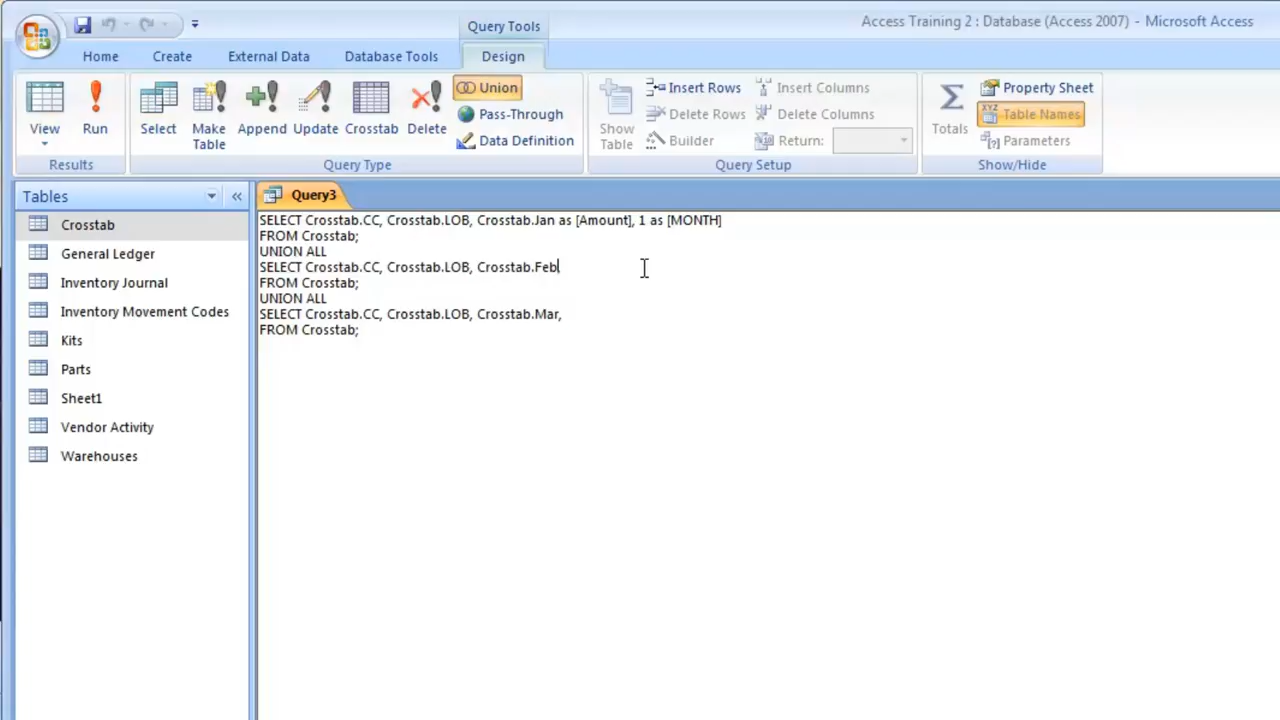 Query Tools
Access Training 2 : Database (Access 2007) - Microsoft Access
Home Create External Data Database Tools Design
View
Run
Results
Select
Make Table
Append
Update
Crosstab
Delete
Union
Pass-Through
Data Definition
Query Type
Show Table
Insert Rows
Delete Rows
Builder
Insert Columns
Delete Columns
Return:
Query Setup
Totals
Property Sheet
XYZ Table Names
[?] Parameters
Show/Hide
Tables
Crosstab
General Ledger
Inventory Journal
Inventory Movement Codes
Kits
Parts
Sheet1
Vendor Activity
Warehouses
Query3
SELECT Crosstab.CC, Crosstab.LOB, Crosstab.Jan as [Amount], 1 as [MONTH]
FROM Crosstab;
UNION ALL
SELECT Crosstab.CC, Crosstab.LOB, Crosstab.Feb
FROM Crosstab;
UNION ALL
SELECT Crosstab.CC, Crosstab.LOB, Crosstab.Mar,
FROM Crosstab;